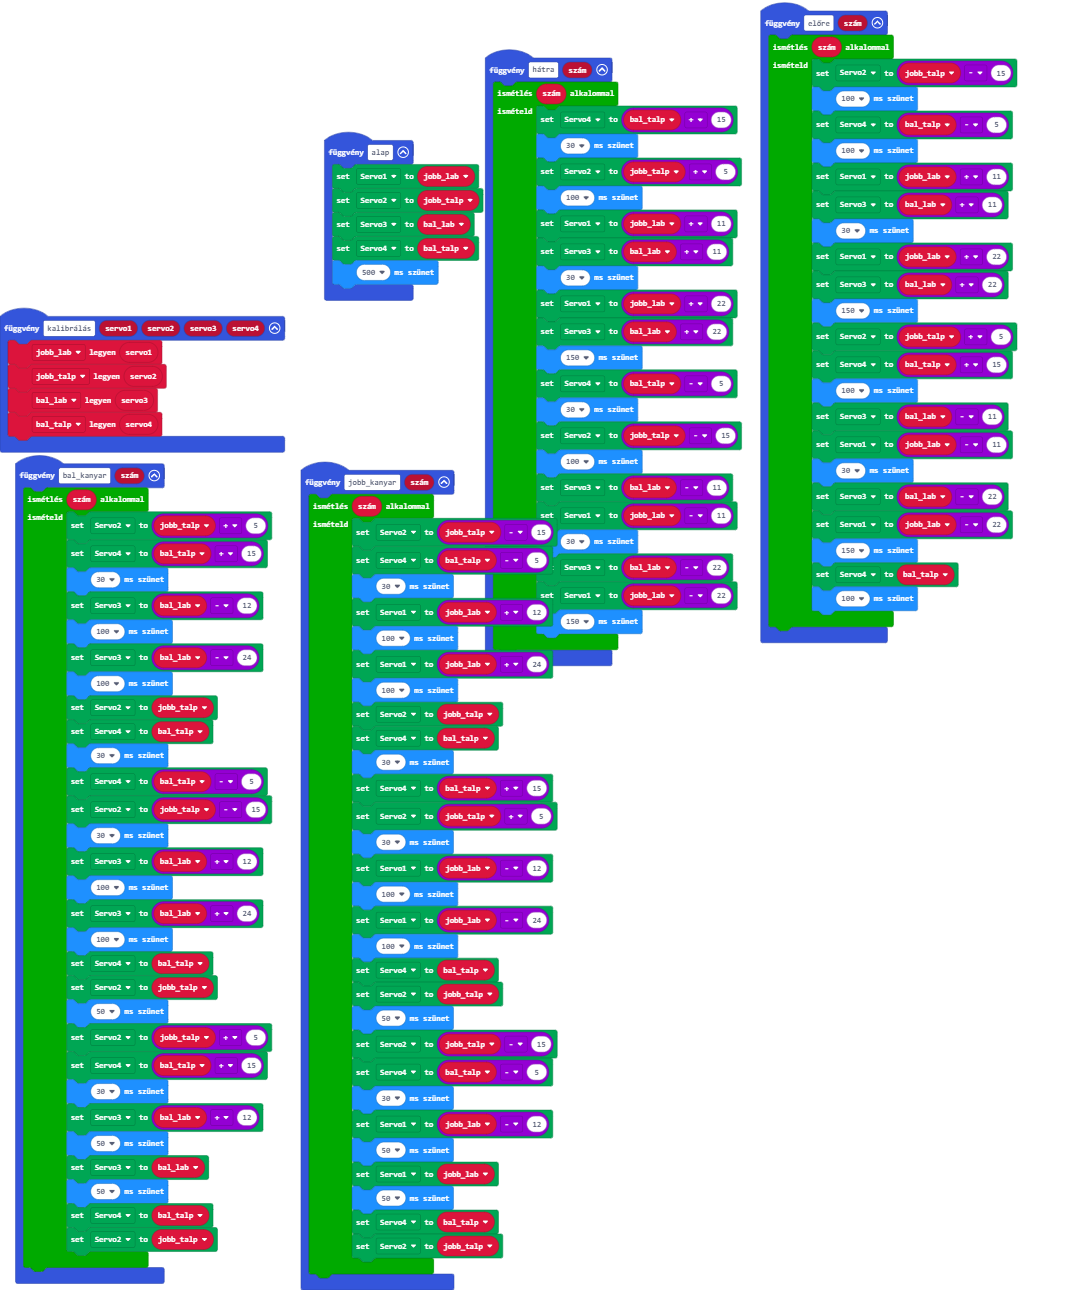 függvény kalibrálás servo1 servo2 servo3 servo4
jobb_lab legyen servo1
jobb_talp legyen servo2
bal_lab legyen servo3
bal_talp legyen servo4
függvény alap
set Servo1 to jobb_lab
set Servo2 to jobb_talp
set Servo3 to bal_lab
set Servo4 to bal_talp
500 ms szünet
függvény hátra szám
ismétlés szám alkalommal
ismételd
set Servo4 to bal_talp + 15
30 ms szünet
set Servo2 to jobb_talp + 5
100 ms szünet
set Servo1 to jobb_lab + 11
set Servo3 to bal_lab + 11
30 ms szünet
set Servo1 to jobb_lab + 22
set Servo3 to bal_lab + 22
150 ms szünet
set Servo4 to bal_talp - 5
30 ms szünet
set Servo2 to jobb_talp - 15
100 ms szünet
set Servo3 to bal_lab - 11
Servo1 to jobb_lab - 11
30 ms szünet
Servo3 to bal_lab - 22
set Servo1 to jobb_lab - 22
150 ms szünet
függvény előre szám
ismétlés szám alkalommal
ismételd
set Servo2 to jobb_talp - 15
100 ms szünet
set Servo4 to bal_talp - 5
100 ms szünet
set Servo1 to jobb_lab + 11
set Servo3 to bal_lab + 11
30 ms szünet
set Servo1 to jobb_lab + 22
set Servo3 to bal_lab + 22
150 ms szünet
set Servo2 to jobb_talp + 5
set Servo4 to bal_talp + 15
100 ms szünet
set Servo3 to bal_lab - 11
set Servo1 to jobb_lab - 11
30 ms szünet
set Servo3 to bal_lab - 22
set Servo1 to jobb_lab - 22
150 ms szünet
set Servo4 to bal_talp
100 ms szünet
függvény bal_kanyar szám
ismétlés szám alkalommal
ismételd
set Servo2 to jobb_talp + 5
set Servo4 to bal_talp + 15
30 ms szünet
set Servo3 to bal_lab - 12
100 ms szünet
set Servo3 to bal_lab - 24
100 ms szünet
set Servo2 to jobb_talp
set Servo4 to bal_talp
30 ms szünet
set Servo4 to bal_talp - 5
set Servo2 to jobb_talp - 15
30 ms szünet
set Servo3 to bal_lab + 12
100 ms szünet
set Servo3 to bal_lab + 24
100 ms szünet
set Servo4 to bal_talp
set Servo2 to jobb_talp
50 ms szünet
set Servo2 to jobb_talp + 5
set Servo4 to bal_talp + 15
30 ms szünet
set Servo3 to bal_lab + 12
50 ms szünet
set Servo3 to bal_lab
50 ms szünet
set Servo4 to bal_talp
set Servo2 to jobb_talp
függvény jobb_kanyar szám
ismétlés szám alkalommal
ismételd
set Servo2 to jobb_talp - 15
set Servo4 to bal_talp - 5
30 ms szünet
set Servo1 to jobb_lab + 12
100 ms szünet
set Servo1 to jobb_lab + 24
100 ms szünet
set Servo2 to jobb_talp
set Servo4 to bal_talp
30 ms szünet
set Servo4 to bal_talp + 15
set Servo2 to jobb_talp + 5
30 ms szünet
set Servo1 to jobb_lab - 12
100 ms szünet
set Servo1 to jobb_lab - 24
100 ms szünet
set Servo4 to bal_talp
set Servo2 to jobb_talp
50 ms szünet
set Servo2 to jobb_talp - 15
set Servo4 to bal_talp - 5
30 ms szünet
set Servo1 to jobb_lab - 12
50 ms szünet
set Servo1 to jobb_lab
50 ms szünet
set Servo4 to bal_talp
set Servo2 to jobb_talp